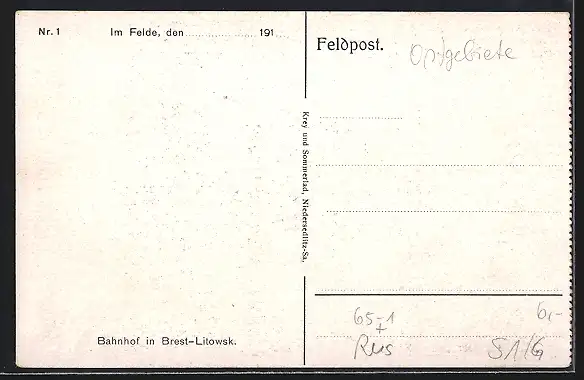 Nr. 1 Im Felde, den 191
Feldpost.
Ostgebiete
Krey und Sommerlad, Niedersedlitz-Sa.
65-1
+
Rus
6,-
S1/G
Bahnhof in Brest-Litowsk.